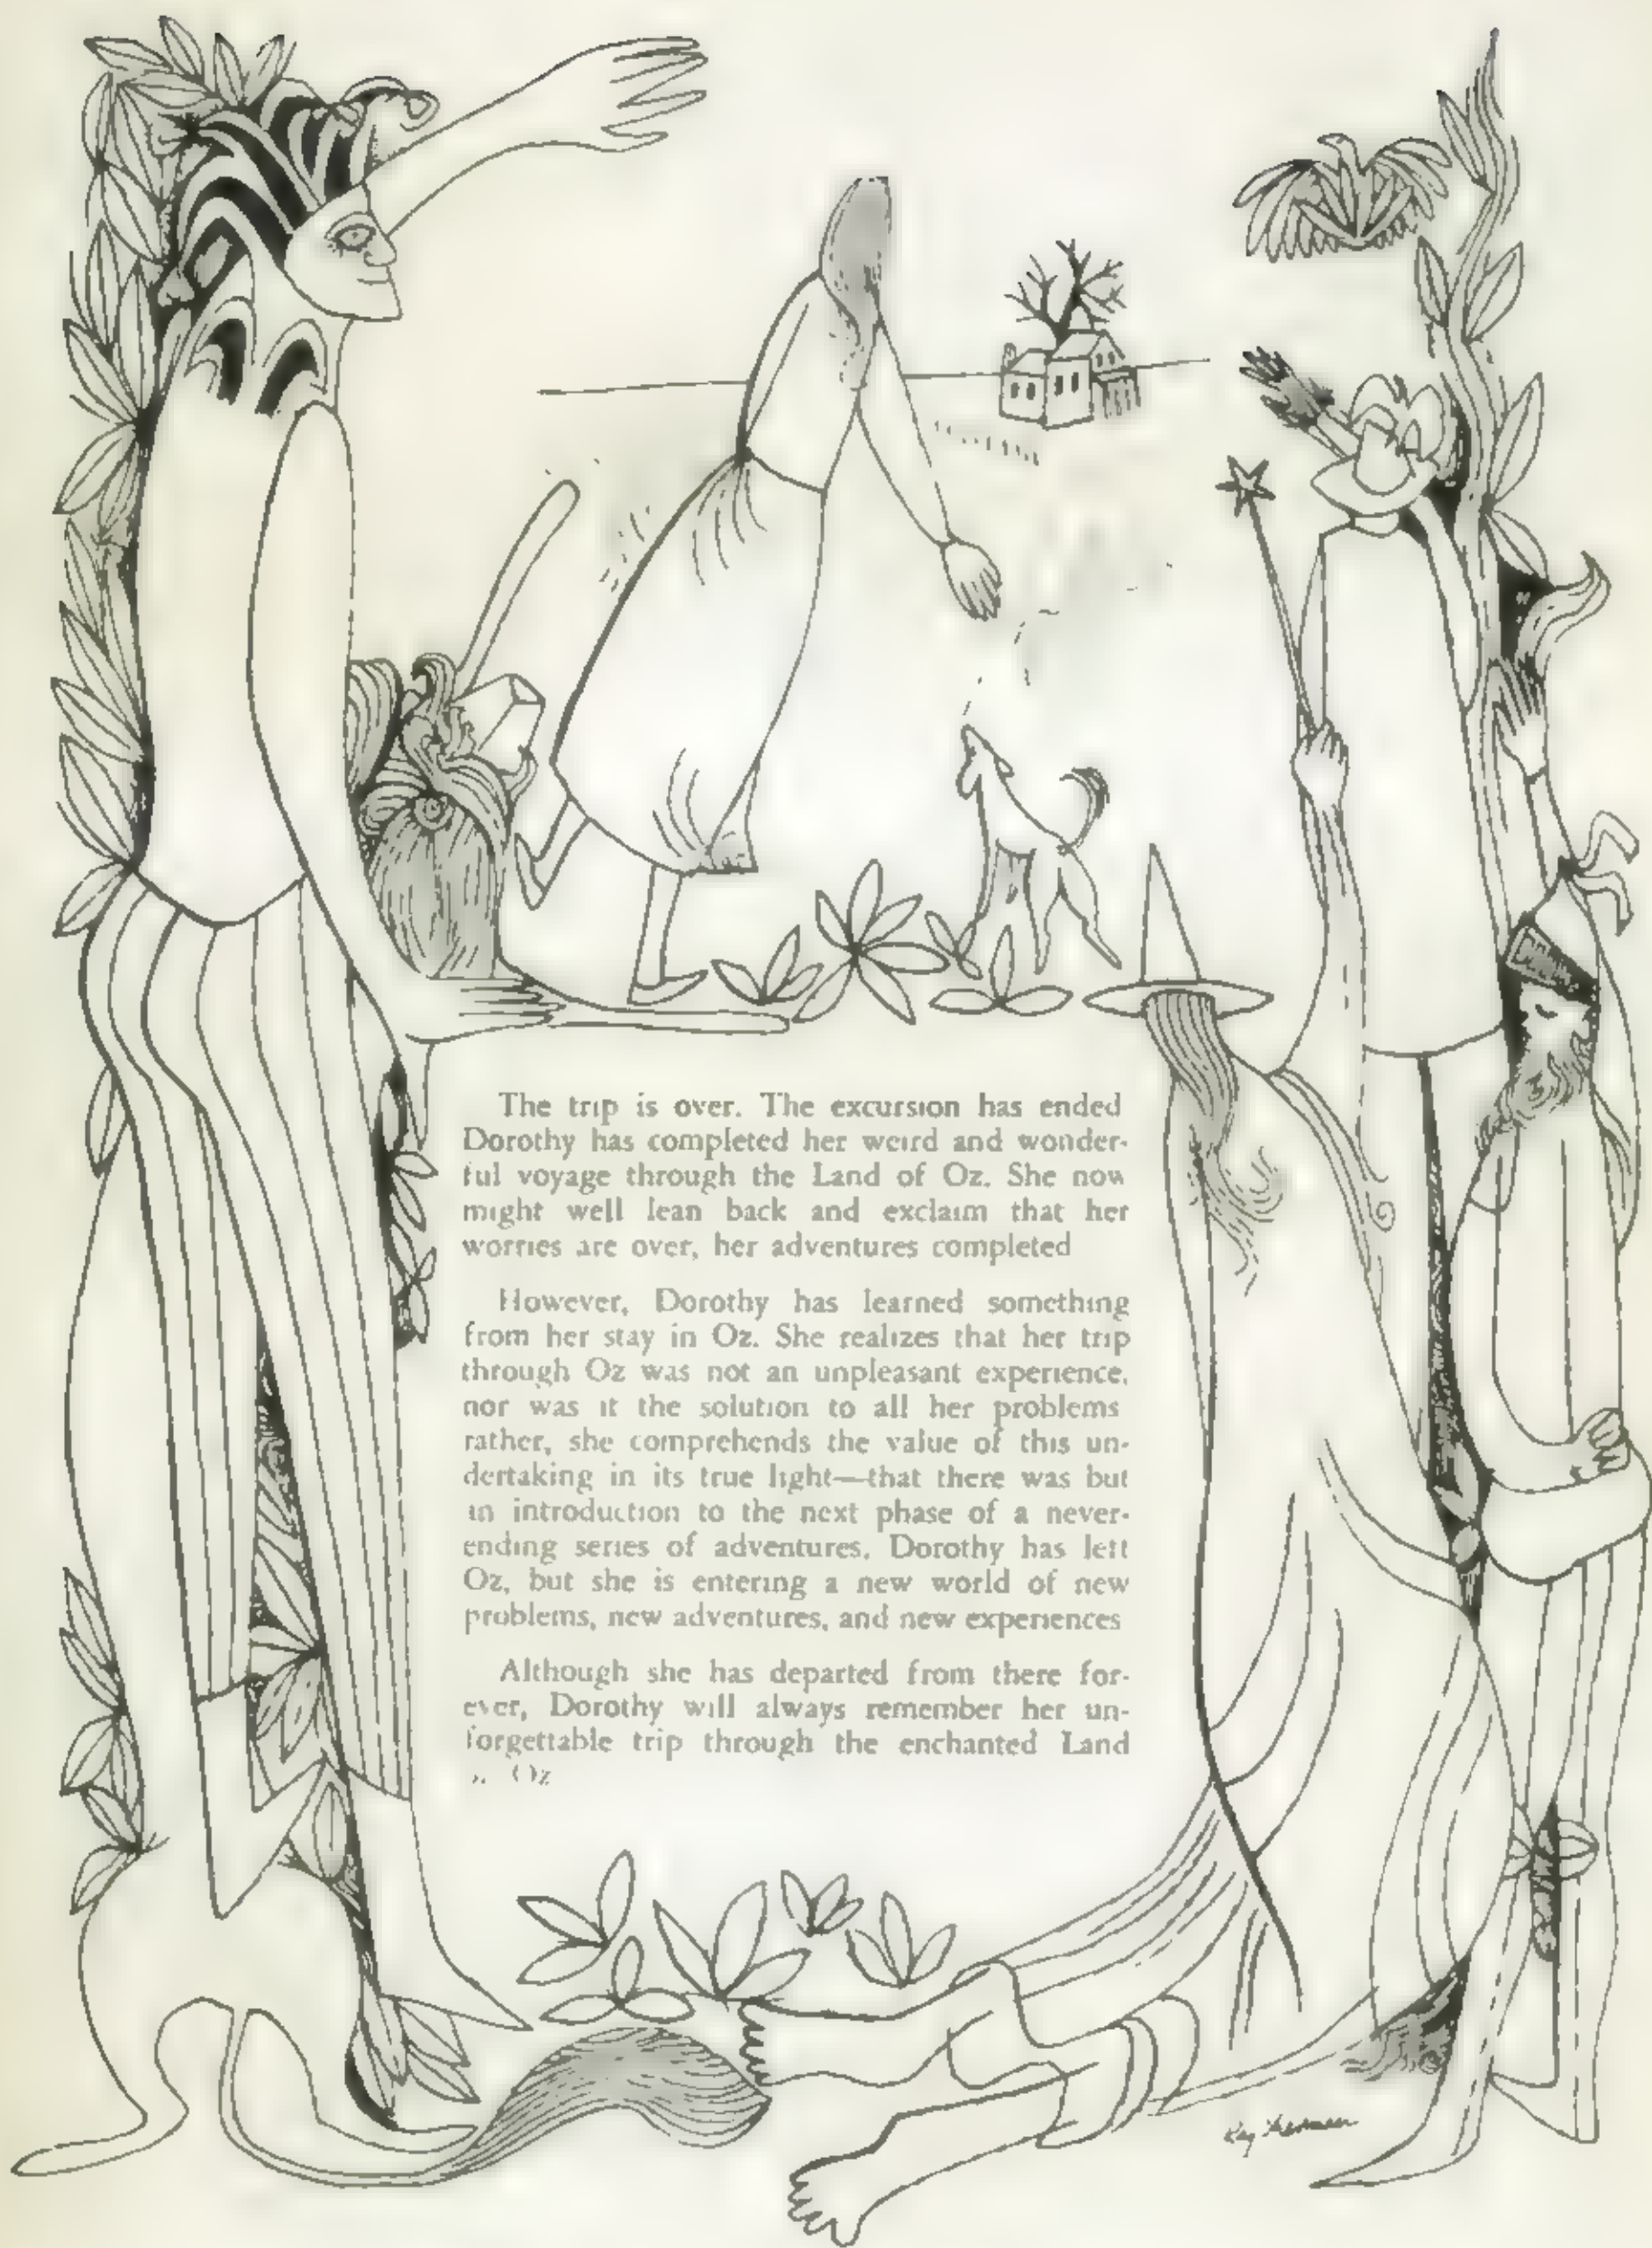 The trip is over. The excursion has ended
Dorothy has completed her weird and wonder-
ful voyage through the Land of Oz. She now
might well lean back and exclaim that her
worries are over, her adventures completed
However, Dorothy has learned something
from her stay in Oz. She realizes that her trip
through Oz was not an unpleasant experience,
nor was it the solution to all her problems
rather, she comprehends the value of this un-
dertaking in its true light—that there was but
an introduction to the next phase of a never-
ending series of adventures. Dorothy has left
Oz, but she is entering a new world of new
problems, new adventures, and new experiences
Although she has departed from there for-
ever, Dorothy will always remember her un-
forgettable trip through the enchanted Land
Oz